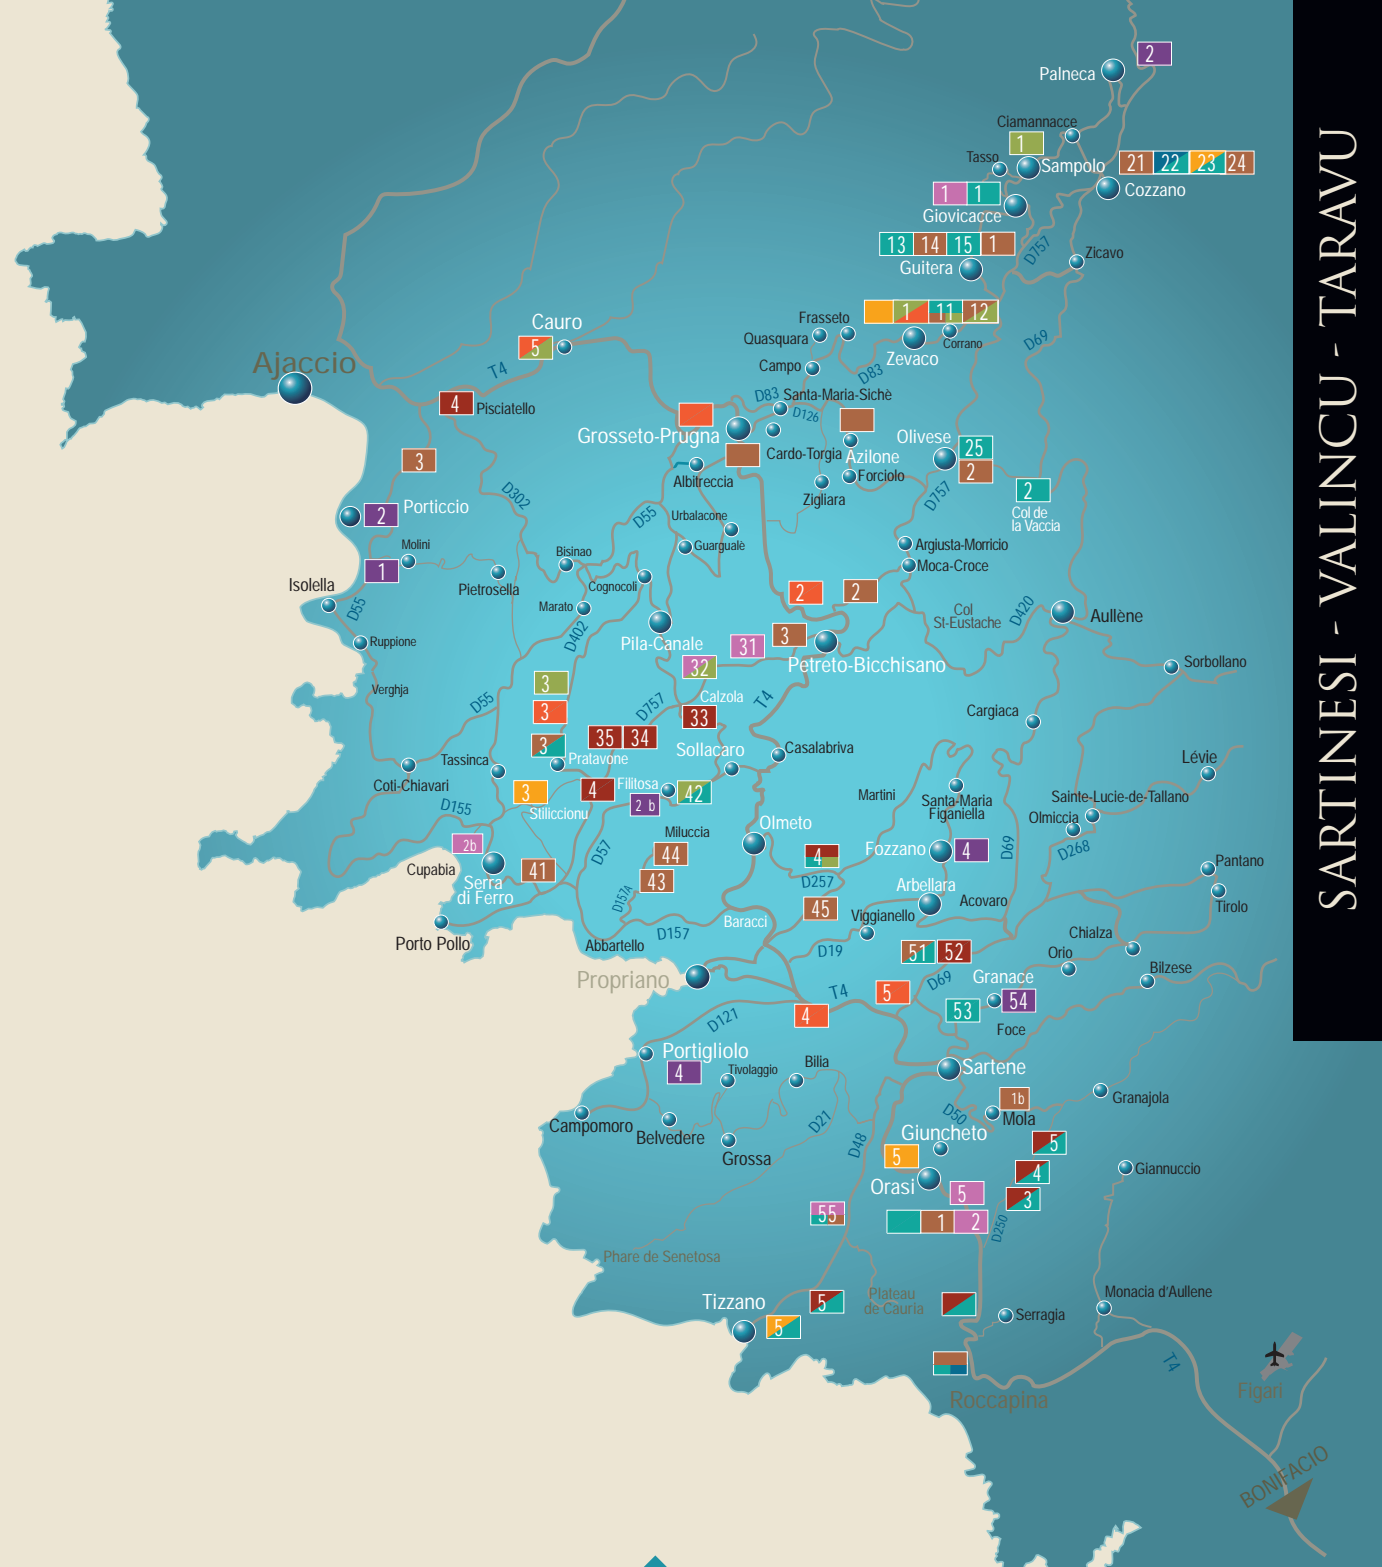 2
Palneca
Ciamannacce
1
Tasso
Sampolo
21 22 23 24
Cozzano
1 1
Giovicacce
13 14 15 1
Guitera
D757
Zicavo
1 11 12
Frasseto
Quasquara
Corrano
Zevaco
D69
Cauro
5
Ajaccio
T4
Campo
D83
4
Pisciatello
D83
Santa-Maria-Sichè
D126
Grosseto-Prugna
Olivese
25
3
Cardo-Torgia
Azilone
2
Albitreccia
Forciolo
2
D302
Zigliara
D757
Col de
la Vaccia
2
Porticcio
D55
Urbalacone
Molini
Bisinao
Guargualè
Argiusta-Morricio
1
Moca-Croce
Isolella
Pietrosella
Cognocoli
2
2
D55
Marato
Col
St-Eustache
D420
Aullène
Ruppione
D402
Pila-Canale
31
3
Petreto-Bicchisano
32
Sorbollano
Verghja
3
Calzola
D55
3
D757
33
T4
Cargiaca
3
35 34
Sollacaro
Casalabriva
Tassinca
Pratavone
Lévie
Coti-Chiavari
3
4
Filitosa
42
Martini
Santa-Maria
Figaniella
Sainte-Lucie-de-Tallano
D155
Stiliccionu
2 b
Olmiccia
Miluccia
Olmeto
2b
D57
44
4
Fozzano
4
D69
D268
Cupabia
Serra
di Ferro
41
43
D257
Pantano
D157A
Arbellara
45
Acovaro
Tirolo
Viggianello
Baracci
Porto Pollo
Abbartello
D157
D19
51 52
Chialza
Orio
Propriano
Granace
Bilzese
T4
5
D69
54
53
D121
4
Foce
Portigliolo
4
Tivolaggio
Bilia
Sartene
1b
Granajola
Campomoro
Belvedere
D21
D50
Mola
Grossa
D48
Giuncheto
5
5
4
Giannuccio
Orasi
5
3
55
1 2
D250
Phare de Senetosa
Tizzano
5
Plateau
de Cauria
Monacia d'Aullene
5
Serragia
T4
Figari
Roccapina
BONIFACIO
SARTINESI - VALINCU - TARAVU